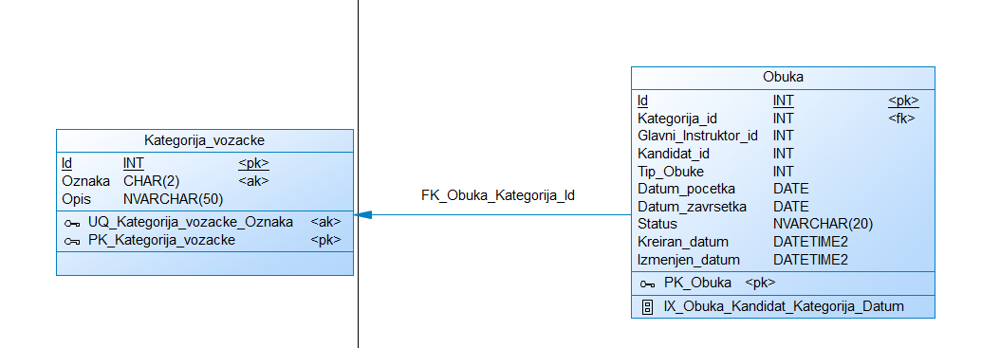 Kategorija_vozacke
Id INT <pk>
Oznaka CHAR(2) <ak>
Opis NVARCHAR(50)
UQ_Kategorija_vozacke_Oznaka <ak>
PK_Kategorija_vozacke <pk>
FK_Obuka_Kategorija_Id
Obuka
Id INT <pk>
Kategorija_id INT <fk>
Glavni_Instruktor_id INT
Kandidat_id INT
Tip_Obuke INT
Datum_pocetka DATE
Datum_zavrsetka DATE
Status NVARCHAR(20)
Kreiran_datum DATETIME2
Izmenjen_datum DATETIME2
PK_Obuka <pk>
IX_Obuka_Kandidat_Kategorija_Datum